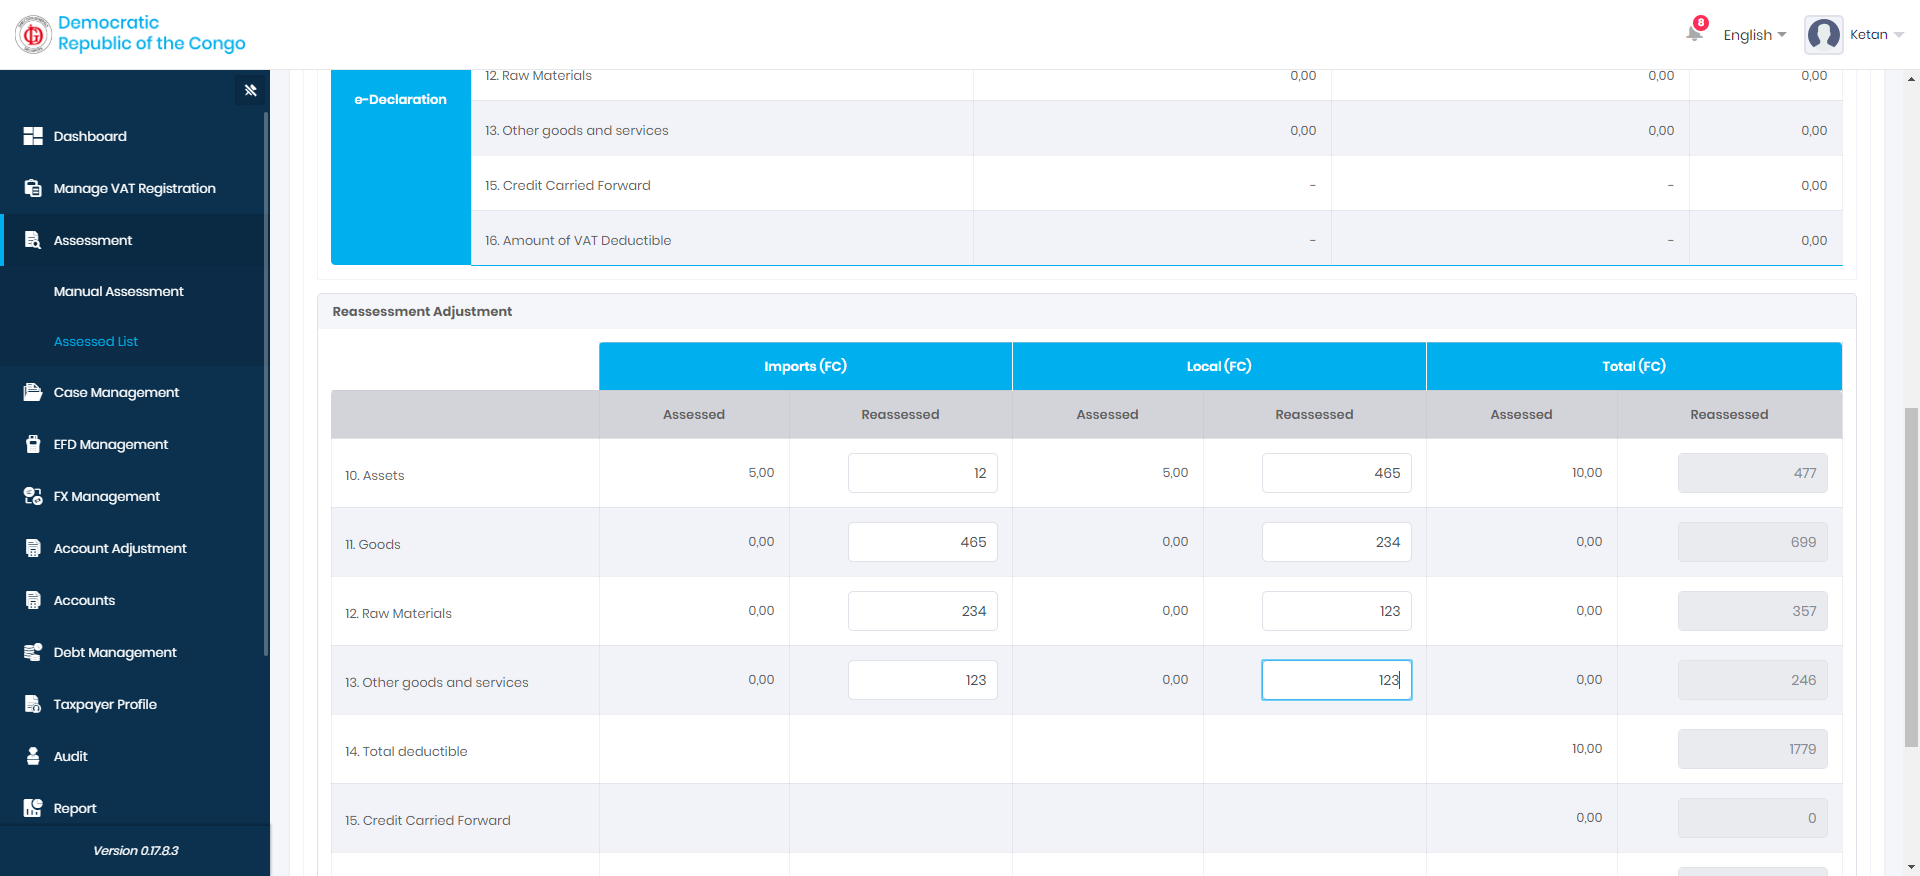 Democratic
Republic of the Congo
8
English
Ketan
Dashboard
Manage VAT Registration
Assessment
Manual Assessment
Assessed List
Case Management
EFD Management
FX Management
Account Adjustment
Accounts
Debt Management
Taxpayer Profile
Audit
Report
Version 0.17.8.3
e-Declaration
12. Raw Materials 0,00 0,00 0,00
13. Other goods and services 0,00 0,00 0,00
15. Credit Carried Forward - - 0,00
16. Amount of VAT Deductible - - 0,00
Reassessment Adjustment
Imports (FC) Local (FC) Total (FC)
Assessed Reassessed Assessed Reassessed Assessed Reassessed
10. Assets 5,00 12 5,00 465 10,00 477
11. Goods 0,00 465 0,00 234 0,00 699
12. Raw Materials 0,00 234 0,00 123 0,00 357
13. Other goods and services 0,00 123 0,00 123 0,00 246
14. Total deductible 10,00 1779
15. Credit Carried Forward 0,00 0